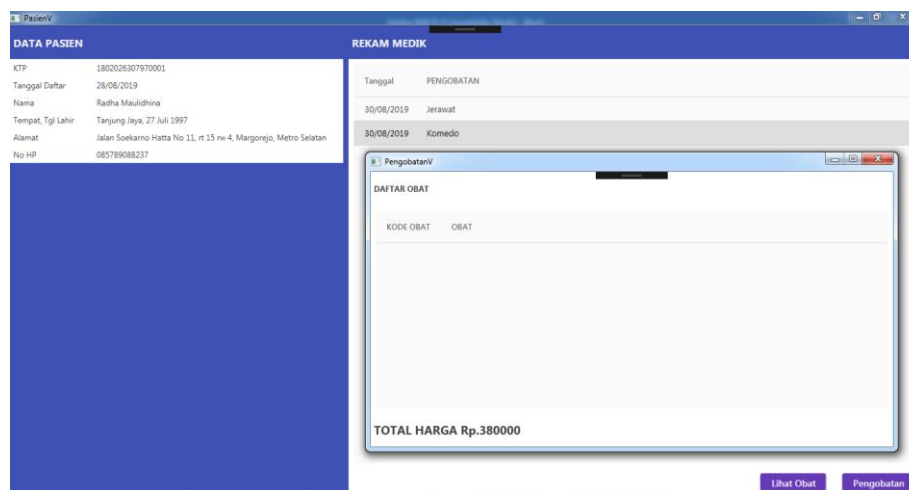 PasienV
DATA PASIEN
KTP 1802026307970001
Tanggal Daftar 28/08/2019
Nama Radha Maulidhina
Tempat, Tgl Lahir Tanjung Jaya, 27 Juli 1997
Alamat Jalan Soekarno Hatta No 11, rt 15 rw 4, Margorejo, Metro Selatan
No HP 085789088237
REKAM MEDIK
Tanggal PENGOBATAN
30/08/2019 Jerawat
30/08/2019 Komedo
PengobatanV
DAFTAR OBAT
KODE OBAT OBAT
TOTAL HARGA Rp.380000
Lihat Obat Pengobatan